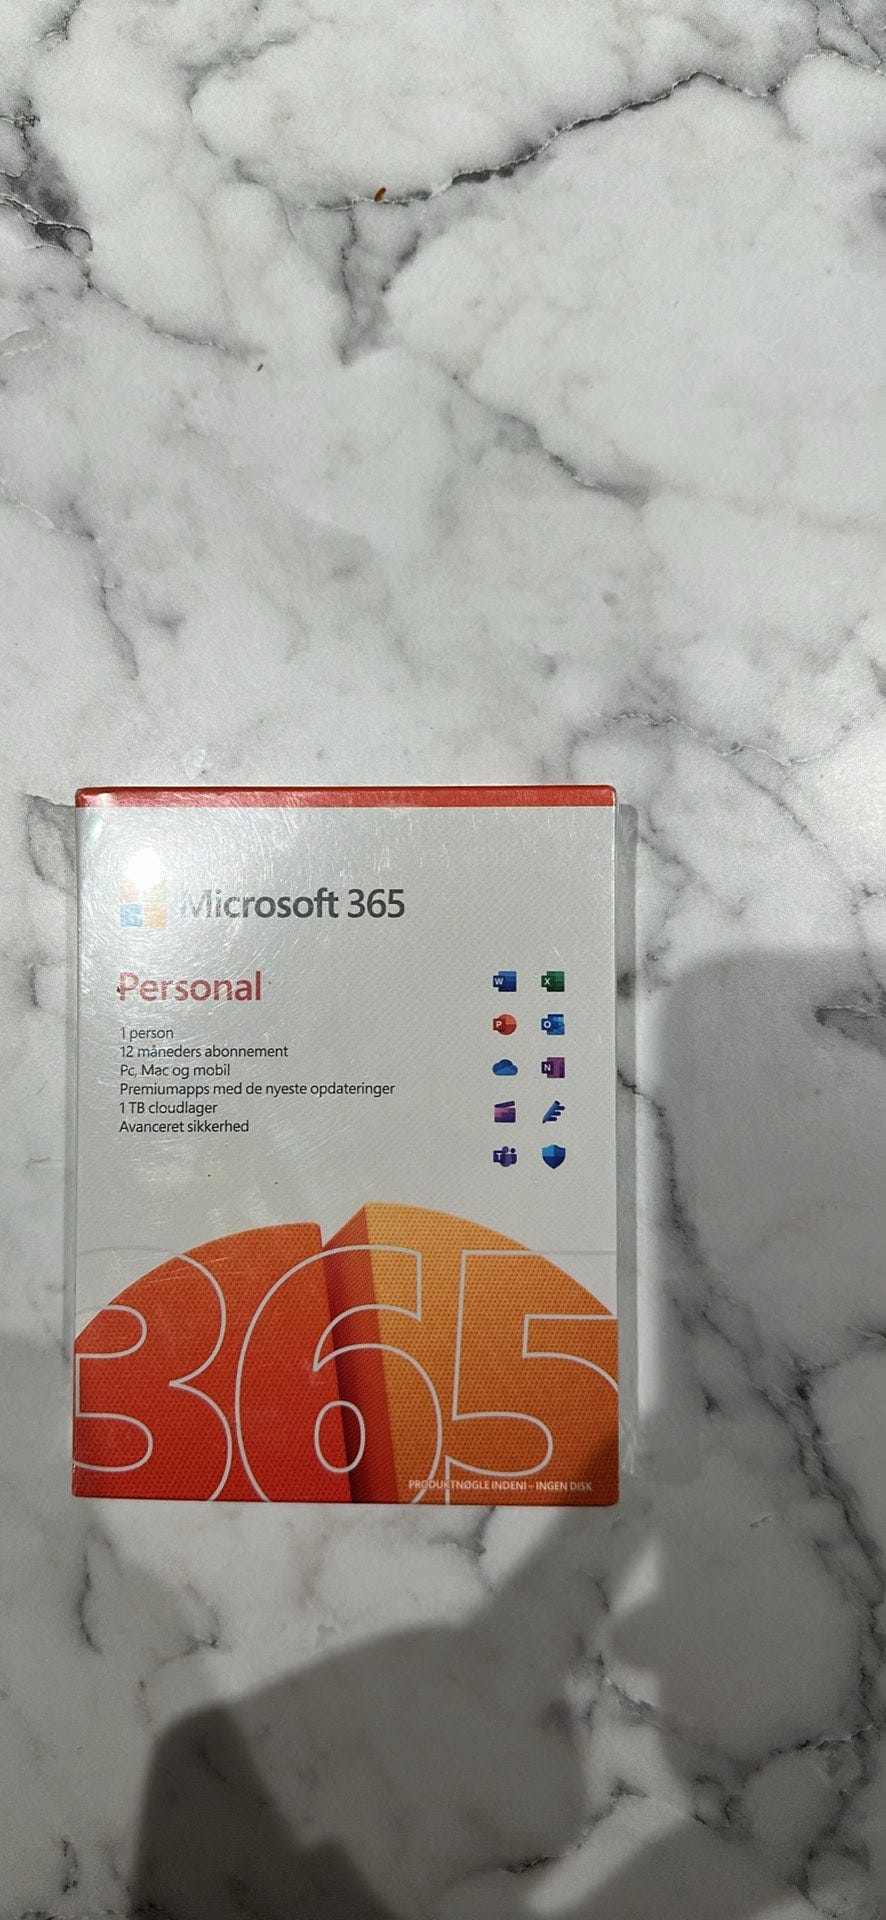 Microsoft 365
Personal
1 person
12 måneders abonnement
Pc, Mac og mobil
Premiumapps med de nyeste opdateringer
1 TB cloudlager
Avanceret sikkerhed
W X
P O
N
T
365
PRODUKTNØGLE INDENI – INGEN DISK